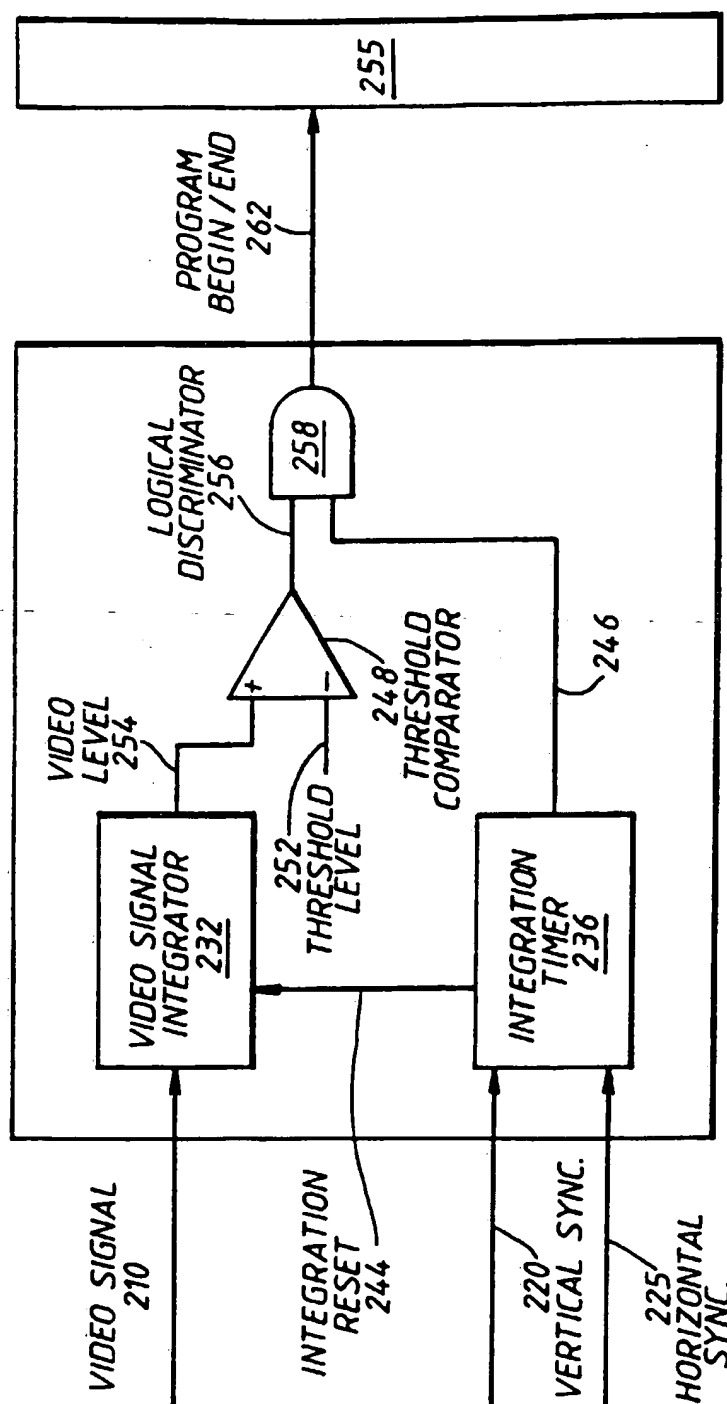 VIDEO SIGNAL
210
VIDEO SIGNAL
INTEGRATOR
232
VIDEO
LEVEL
254
LOGICAL
DISCRIMINATOR
256
PROGRAM
BEGIN / END
262
255
+
−
258
252
THRESHOLD
LEVEL
248
THRESHOLD
COMPARATOR
INTEGRATION
RESET
244
INTEGRATION
TIMER
236
246
220
VERTICAL SYNC.
225
HORIZONTAL
SYNC.